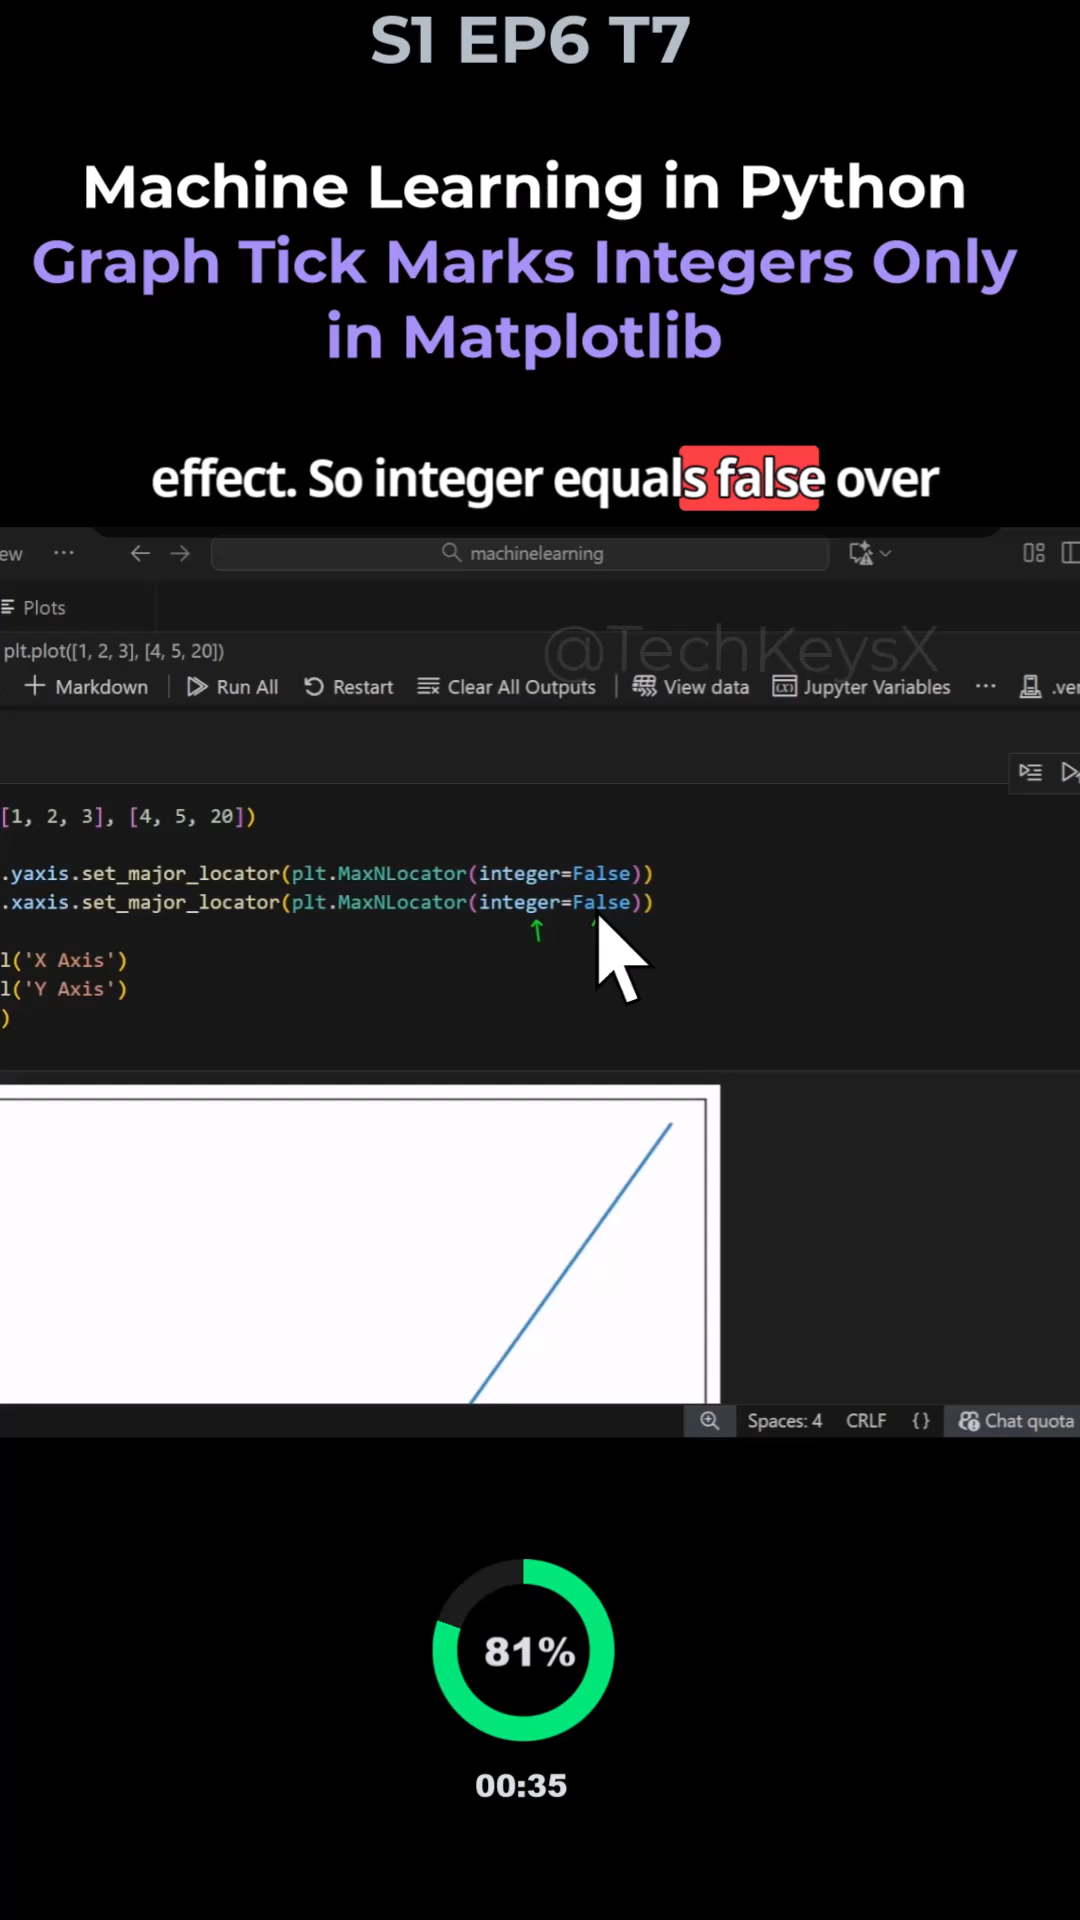 S1 EP6 T7
Machine Learning in Python
Graph Tick Marks Integers Only
in Matplotlib
effect. So integer equals false over
ew ··· ← → machinelearning
Plots
@TechKeysX
plt.plot([1, 2, 3], [4, 5, 20])
+ Markdown | Run All Restart Clear All Outputs | View data Jupyter Variables ··· .ver
[1, 2, 3], [4, 5, 20])
.yaxis.set_major_locator(plt.MaxNLocator(integer=False))
.xaxis.set_major_locator(plt.MaxNLocator(integer=False))
l('X Axis')
l('Y Axis')
)
Spaces: 4 CRLF {} Chat quota
81%
00:35